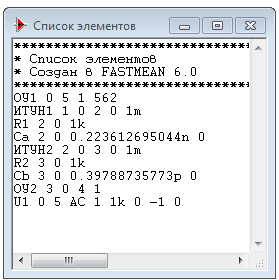 Список элементов
********************************
* Список элементов
* Создан в FASTMEAN 6.0
********************************
ОУ1 0 5 1 562
ИТУН1 1 0 2 0 1m
R1 2 0 1k
Ca 2 0 0.223612695044n 0
ИТУН2 2 0 3 0 1m
R2 3 0 1k
Cb 3 0 0.39788735773p 0
ОУ2 3 0 4 1
U1 0 5 AC 1 1k 0 -1 0